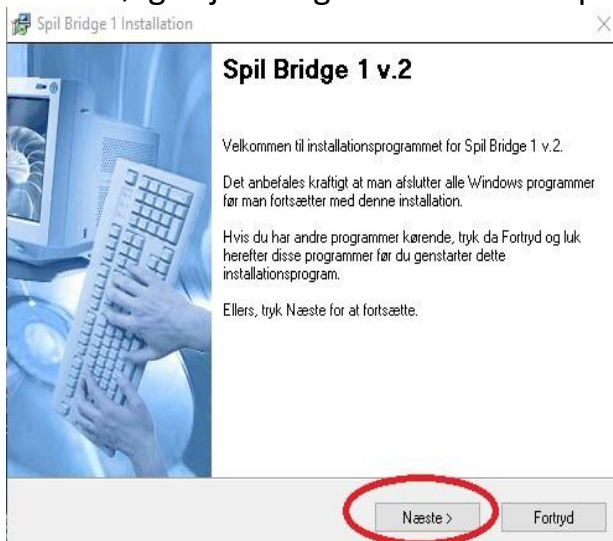 Spil Bridge 1 Installation
Spil Bridge 1 v.2
Velkommen til installationsprogrammet for Spil Bridge 1 v.2.
Det anbefales kraftigt at man afslutter alle Windows programmer
før man fortsætter med denne installation.
Hvis du har andre programmer kørende, tryk da Fortryd og luk
herefter disse programmer før du genstarter dette
installationsprogram.
Ellers, tryk Næste for at fortsætte.
Næste >
Fortryd